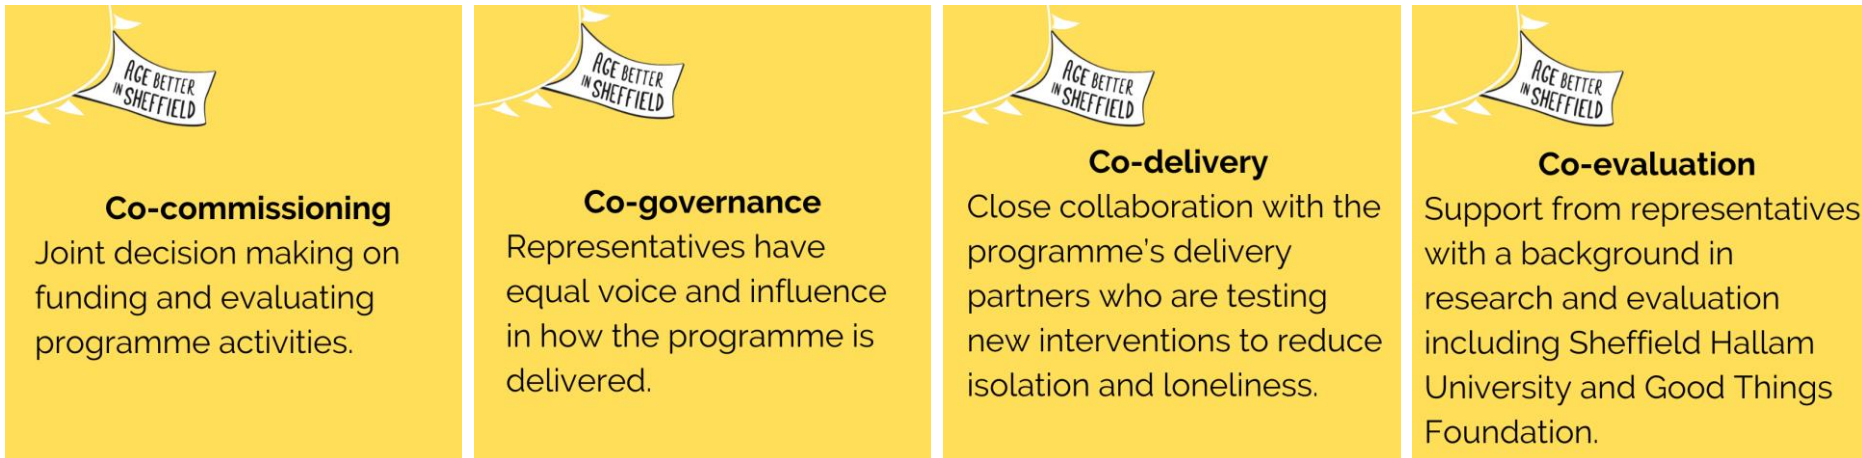 AGE BETTER
IN SHEFFIELD
Co-commissioning
Joint decision making on
funding and evaluating
programme activities.
AGE BETTER
IN SHEFFIELD
Co-governance
Representatives have
equal voice and influence
in how the programme is
delivered.
AGE BETTER
IN SHEFFIELD
Co-delivery
Close collaboration with the
programme's delivery
partners who are testing
new interventions to reduce
isolation and loneliness.
AGE BETTER
IN SHEFFIELD
Co-evaluation
Support from representatives
with a background in
research and evaluation
including Sheffield Hallam
University and Good Things
Foundation.